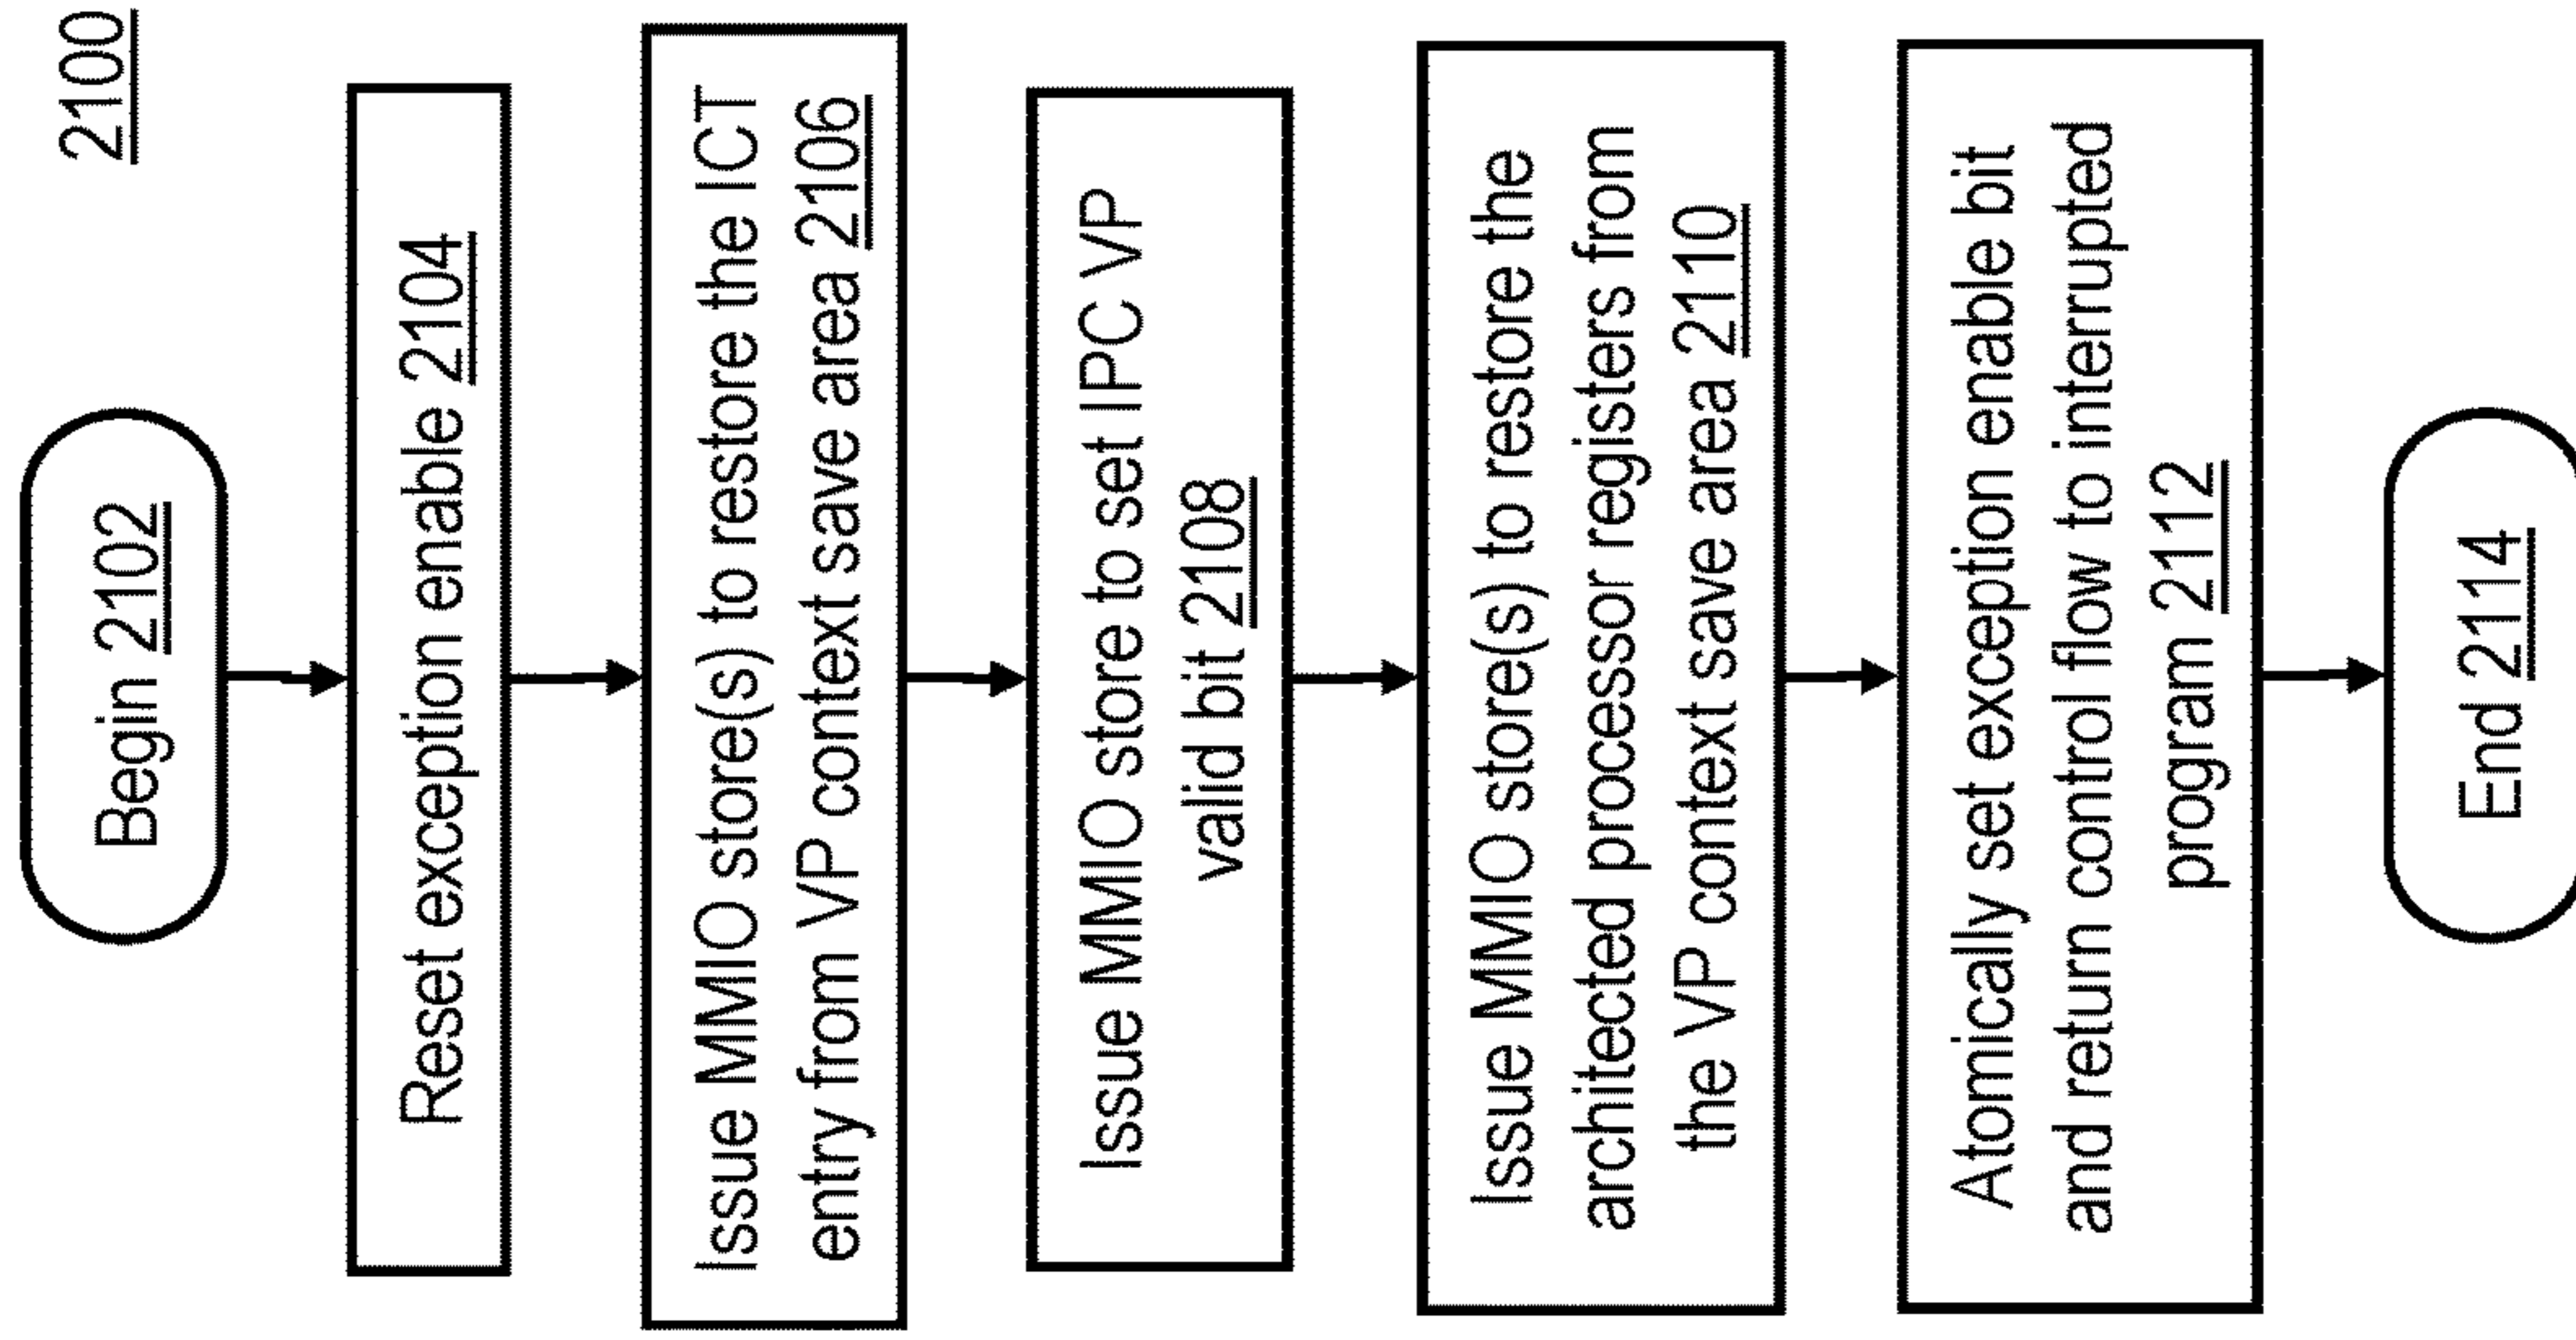 2100
Begin 2102
Reset exception enable 2104
Issue MMIO store(s) to restore the ICT
entry from VP context save area 2106
Issue MMIO store to set IPC VP
valid bit 2108
Issue MMIO store(s) to restore the
architected processor registers from
the VP context save area 2110
Atomically set exception enable bit
and return control flow to interrupted
program 2112
End 2114